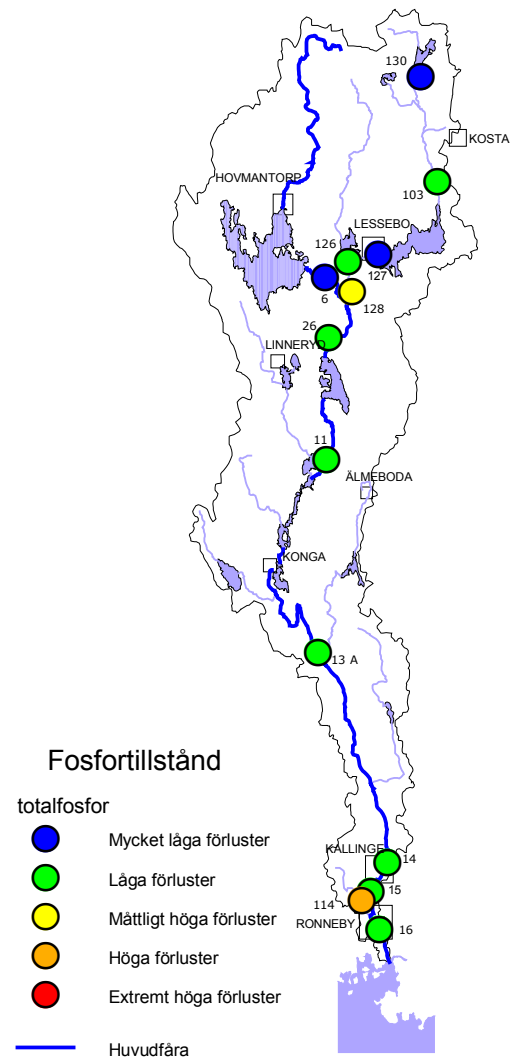 130
KOSTA
103
HOVMANTORP
LESSEBO
126
127
6
128
26
LINNERYD
11
ÄLMEBODA
KONGA
13 A
Fosfortillstånd
totalfosfor
Mycket låga förluster
Låga förluster
Måttligt höga förluster
Höga förluster
Extremt höga förluster
Huvudfåra
KALLINGE
14
15
114
RONNEBY
16